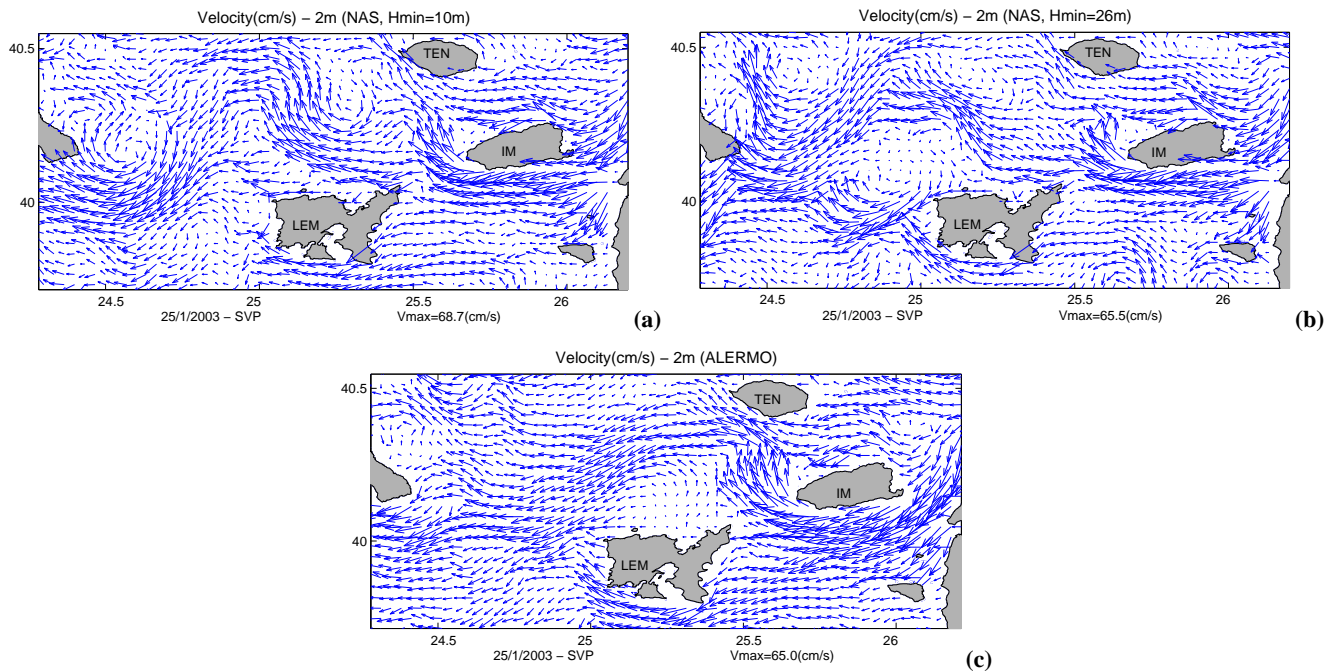 Velocity(cm/s) – 2m (NAS, Hmin=10m)
40.5
40
TEN
IM
LEM
24.5 25 25.5 26
25/1/2003 – SVP Vmax=68.7(cm/s)
(a)
Velocity(cm/s) – 2m (NAS, Hmin=26m)
40.5
40
TEN
IM
LEM
24.5 25 25.5 26
25/1/2003 – SVP Vmax=65.5(cm/s)
(b)
Velocity(cm/s) – 2m (ALERMO)
40.5
40
TEN
IM
LEM
24.5 25 25.5 26
25/1/2003 – SVP Vmax=65.0(cm/s)
(c)